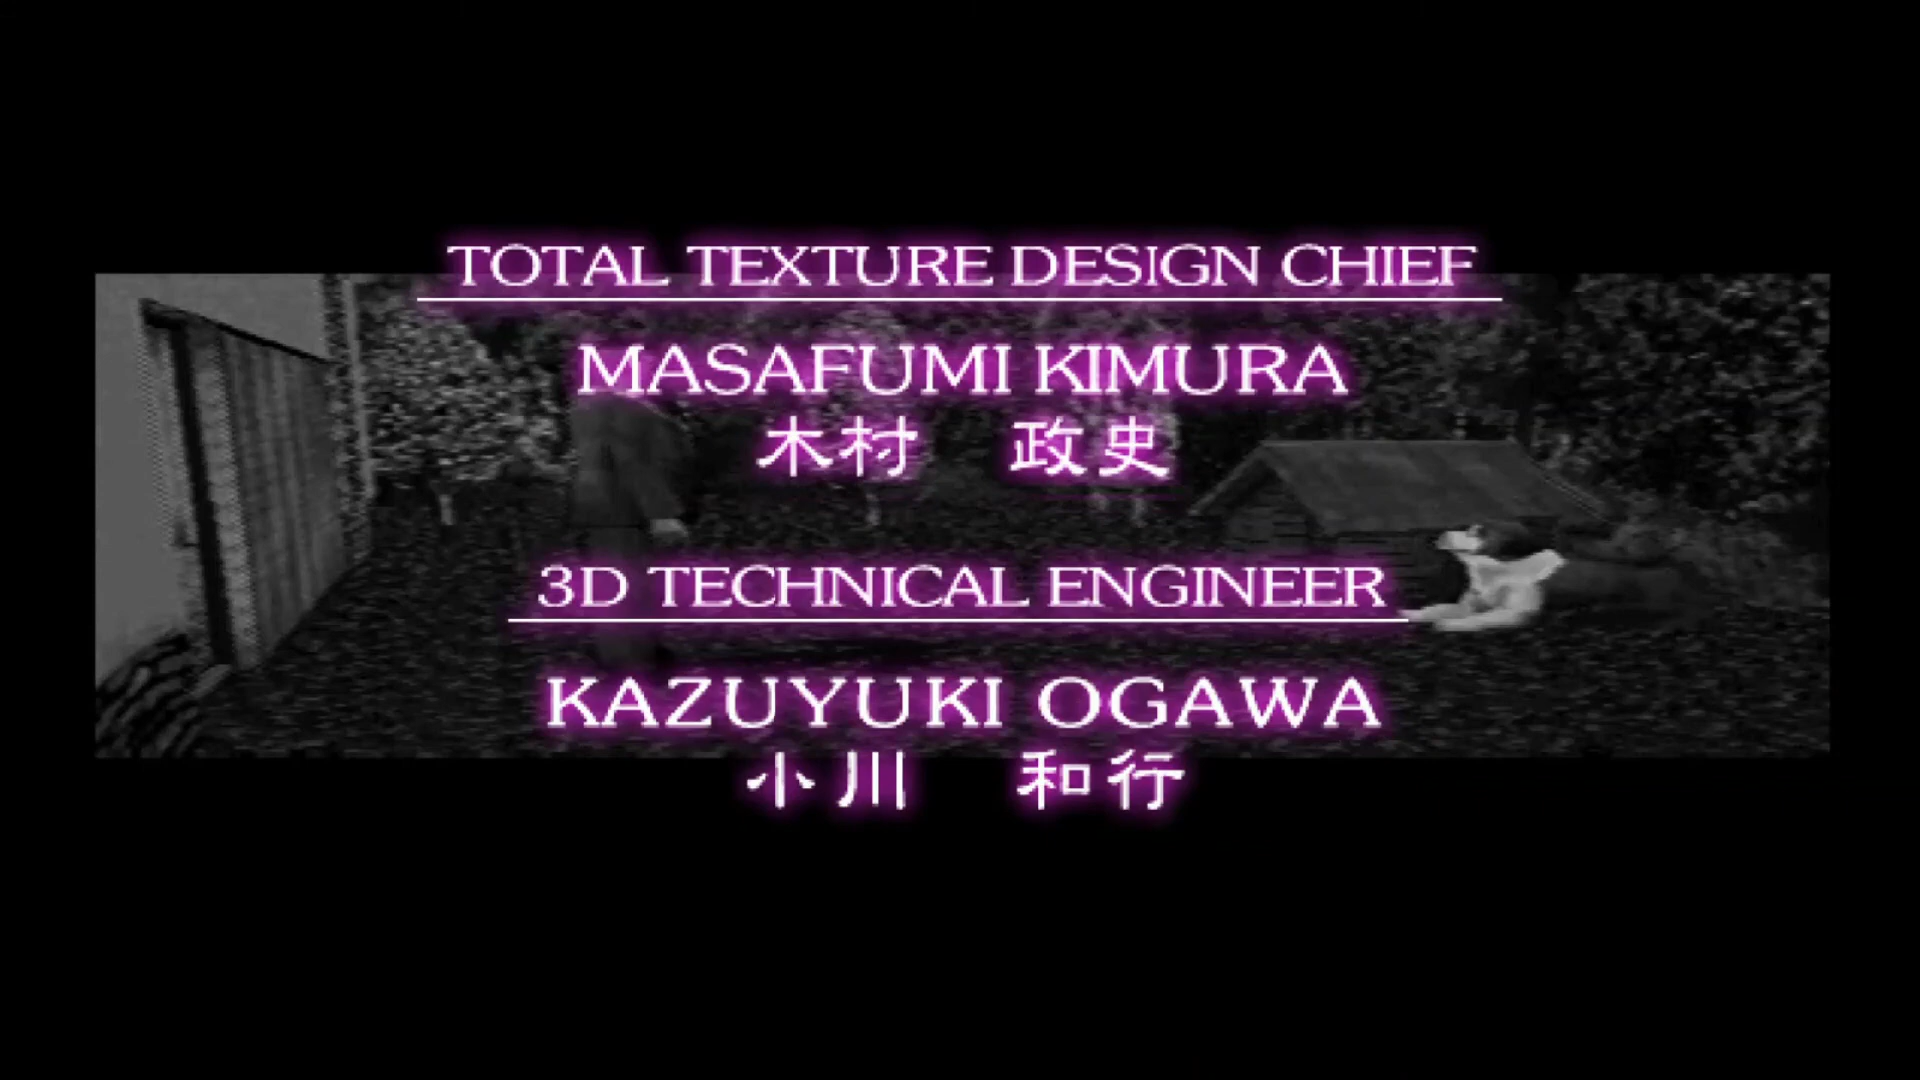 TOTAL TEXTURE DESIGN CHIEF
MASAFUMI KIMURA
木村 政史
3D TECHNICAL ENGINEER
KAZUYUKI OGAWA
小川 和行